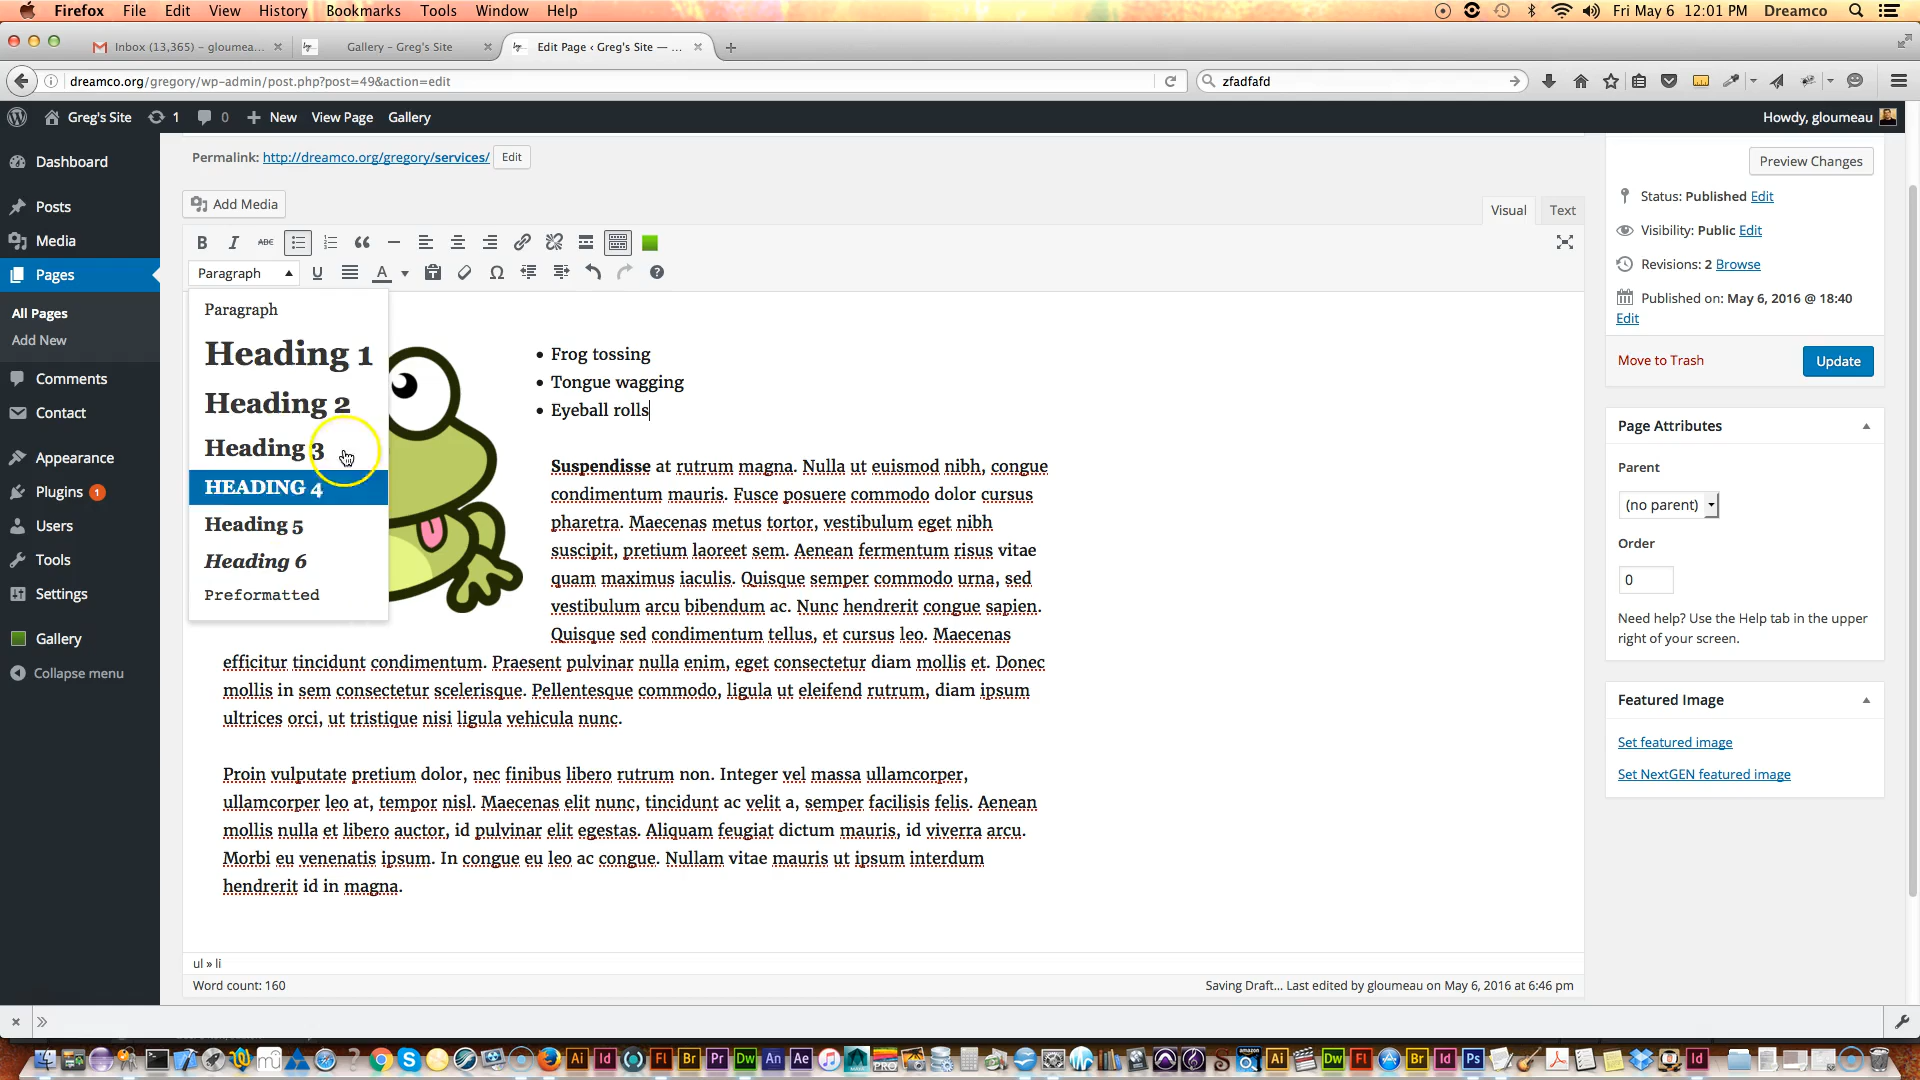 Firefox File Edit View History Bookmarks Tools Window Help Fri May 6 12:01 PM Dreamco
Inbox (13,365) – gloumea... Gallery – Greg's Site Edit Page ‹ Greg's Site — ...
dreamco.org/gregory/wp-admin/post.php?post=49&action=edit zfadfafd
Greg's Site 1 0 New View Page Gallery Howdy, gloumeau
Dashboard
Posts
Media
Pages
All Pages
Add New
Comments
Contact
Appearance
Plugins 1
Users
Tools
Settings
Gallery
Collapse menu
Permalink: http://dreamco.org/gregory/services/ Edit
Add Media
Visual Text
B I ABC
Paragraph U A
Paragraph
Heading 1
Heading 2
Heading 3
HEADING 4
Heading 5
Heading 6
Preformatted
• Frog tossing
• Tongue wagging
• Eyeball rolls
Suspendisse at rutrum magna. Nulla ut euismod nibh, congue
condimentum mauris. Fusce posuere commodo dolor cursus
pharetra. Maecenas metus tortor, vestibulum eget nibh
suscipit, pretium laoreet sem. Aenean fermentum risus vitae
quam maximus iaculis. Quisque semper commodo urna, sed
vestibulum arcu bibendum ac. Nunc hendrerit congue sapien.
Quisque sed condimentum tellus, et cursus leo. Maecenas
efficitur tincidunt condimentum. Praesent pulvinar nulla enim, eget consectetur diam mollis et. Donec
mollis in sem consectetur scelerisque. Pellentesque commodo, ligula ut eleifend rutrum, diam ipsum
ultrices orci, ut tristique nisi ligula vehicula nunc.
Proin vulputate pretium dolor, nec finibus libero rutrum non. Integer vel massa ullamcorper,
ullamcorper leo at, tempor nisl. Maecenas elit nunc, tincidunt ac velit a, semper facilisis felis. Aenean
mollis nulla et libero auctor, id pulvinar elit egestas. Aliquam feugiat dictum mauris, id viverra arcu.
Morbi eu venenatis ipsum. In congue eu leo ac congue. Nullam vitae mauris ut ipsum interdum
hendrerit id in magna.
ul » li
Word count: 160 Saving Draft... Last edited by gloumeau on May 6, 2016 at 6:46 pm
Preview Changes
Status: Published Edit
Visibility: Public Edit
Revisions: 2 Browse
Published on: May 6, 2016 @ 18:40
Edit
Move to Trash Update
Page Attributes
Parent
(no parent)
Order
0
Need help? Use the Help tab in the upper
right of your screen.
Featured Image
Set featured image
Set NextGEN featured image